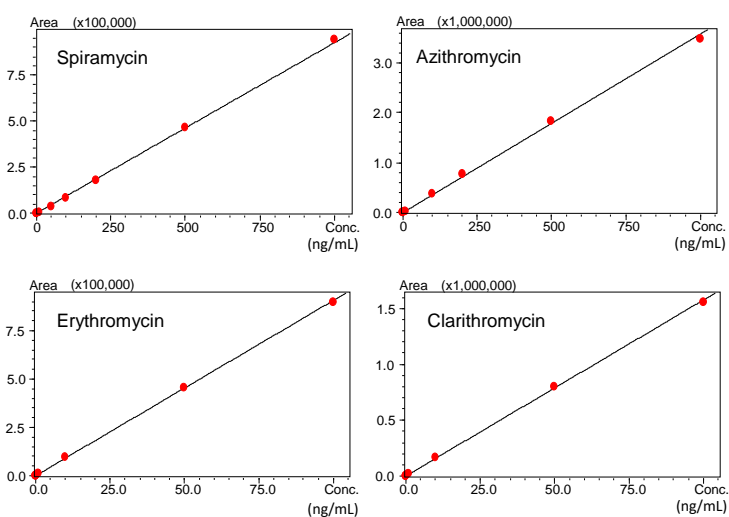 Area (x100,000)
Spiramycin
7.5
5.0
2.5
0.0
0 250 500 750 Conc.
(ng/mL)
Area (x1,000,000)
Azithromycin
3.0
2.0
1.0
0.0
0 250 500 750 Conc.
(ng/mL)
Area (x100,000)
Erythromycin
7.5
5.0
2.5
0.0
0.0 25.0 50.0 75.0 Conc.
(ng/mL)
Area (x1,000,000)
Clarithromycin
1.5
1.0
0.5
0.0
0.0 25.0 50.0 75.0 Conc.
(ng/mL)